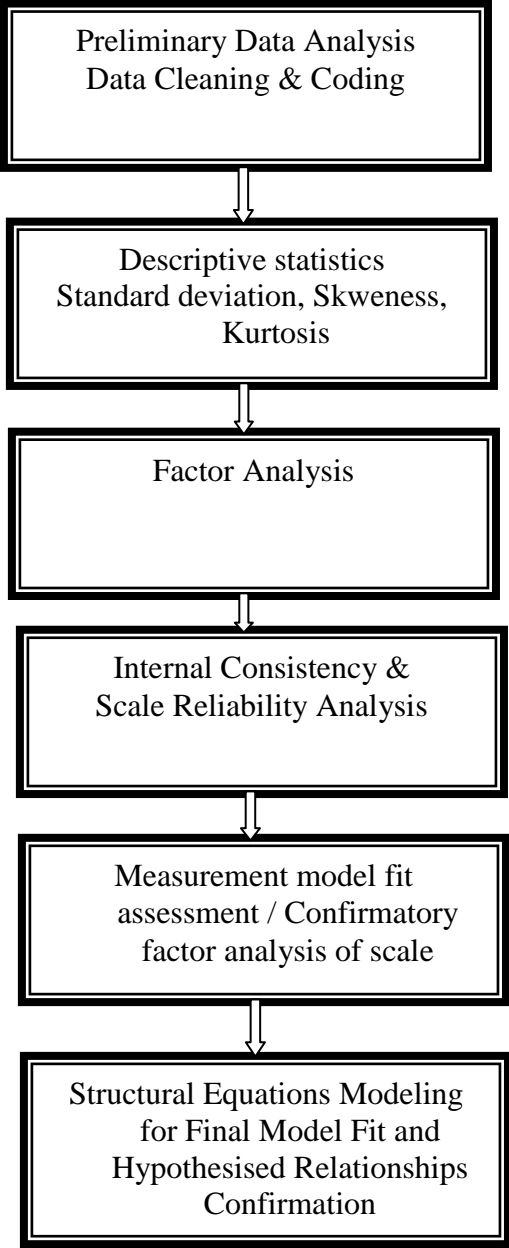 Preliminary Data Analysis
Data Cleaning & Coding
Descriptive statistics
Standard deviation, Skweness,
Kurtosis
Factor Analysis
Internal Consistency &
Scale Reliability Analysis
Measurement model fit
assessment / Confirmatory
factor analysis of scale
Structural Equations Modeling
for Final Model Fit and
Hypothesised Relationships
Confirmation